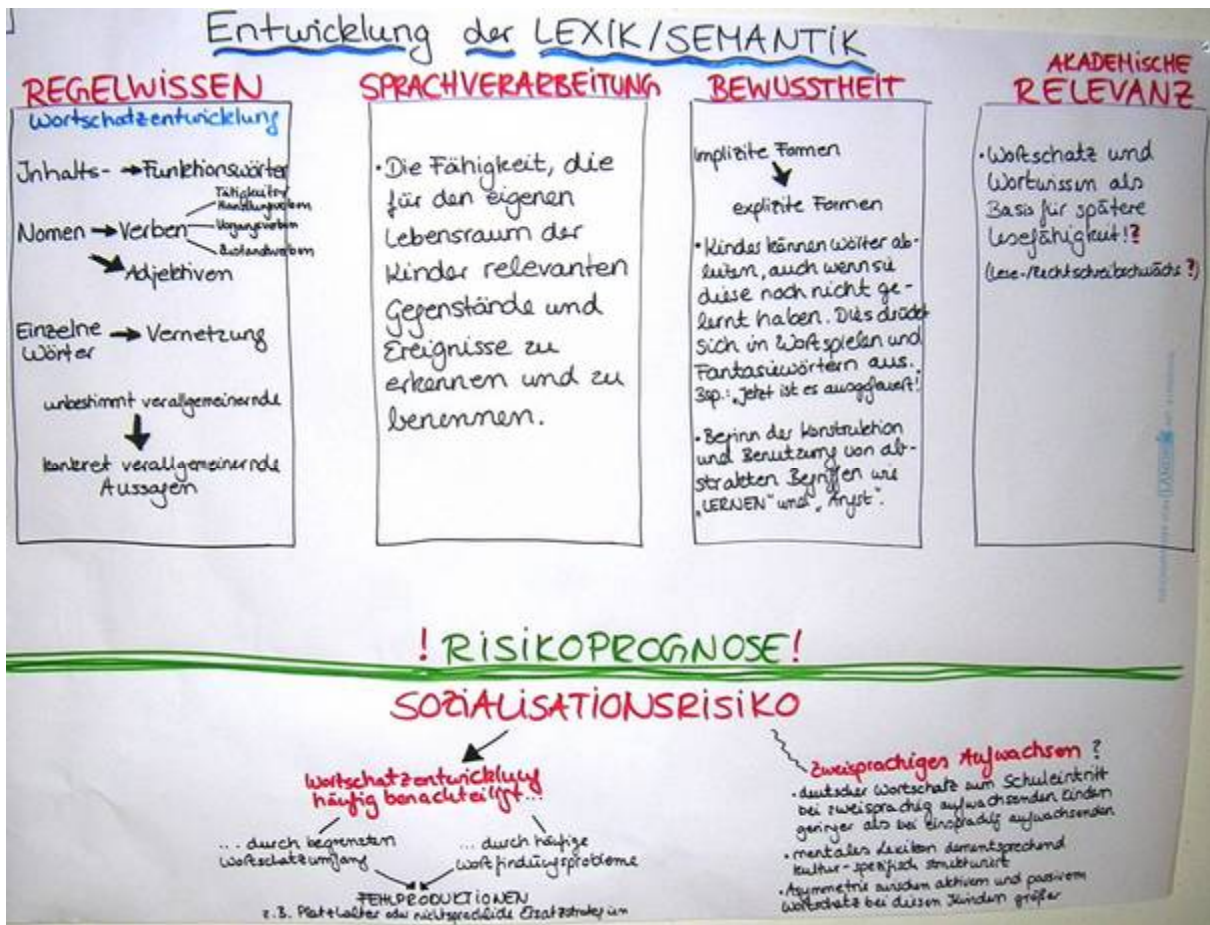 Entwicklung der LEXIK/SEMANTIK
REGELWISSEN
Wortschatzentwicklung
Inhalts- → Funktionswörter
Nomen → Verben
Tätigkeits-/
Handlungsverben
Vorgangsverben
Zustandsverben
Adjektiven
Einzelne → Vernetzung
Wörter
unbestimmt verallgemeinernde
konkret verallgemeinernde
Aussagen
SPRACHVERARBEITUNG
• Die Fähigkeit, die
für den eigenen
Lebensraum der
Kinder relevanten
Gegenstände und
Ereignisse zu
erkennen und zu
benennen.
BEWUSSTHEIT
Implizite Formen
explizite Formen
• Kinder können Wörter ab-
leiten, auch wenn sie
diese noch nicht ge-
lernt haben. Dies drückt
sich in Wortspielen und
Fantasiewörtern aus.
Bsp.: „Jetzt ist es ausgefauert!
• Beginn der Konstruktion
und Benutzung von ab-
strakten Begriffen wie
„LERNEN" und „Angst".
AKADEMISCHE
RELEVANZ
• Wortschatz und
Wortwissen als
Basis für spätere
Lesefähigkeit!?
(Lese-/Rechtschreibschwäche?)
! RISIKOPROGNOSE!
SOZIALISATIONSRISIKO
Wortschatzentwicklung
häufig benachteiligt...
... durch begrenzten
Wortschatzumfang
... durch häufige
Wortfindungsprobleme
FEHLPRODUKTIONEN
z.B. Platzhalter oder nichtsprachliche Ersatzstrategien
Zweisprachiges Aufwachsen ?
• deutscher Wortschatz zum Schuleintritt
bei zweisprachig aufwachsenden Kindern
geringer als bei einsprachig aufwachsenden
• mentales Lexikon dementsprechend
kultur-spezifisch strukturiert
• Asymmetrie zwischen aktivem und passivem
Wortschatz bei diesen Kindern größer